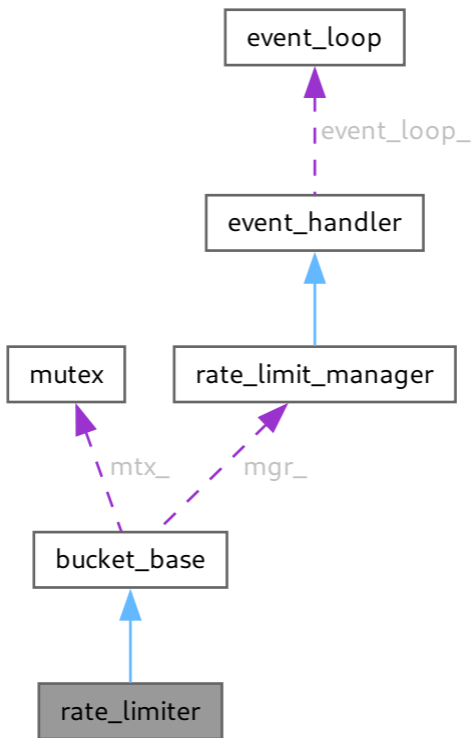 event_loop
event_loop_
event_handler
mutex
rate_limit_manager
mtx_
mgr_
bucket_base
rate_limiter